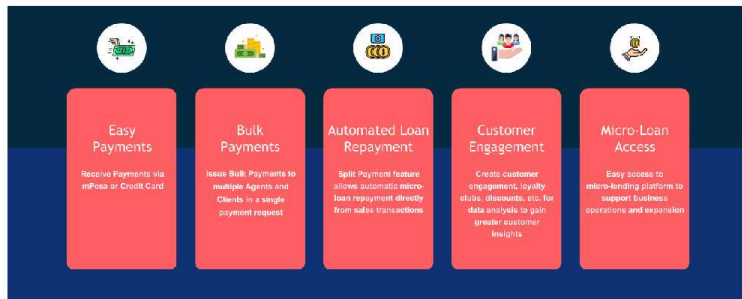 Easy
Payments
Receive Payments via
mPesa or Credit Card
Bulk
Payments
Issue Bulk Payments to
multiple Agents and
Clients in a single
payment request
Automated Loan
Repayment
Split Payment feature
allows automatic micro-
loan repayment directly
from sales transactions
Customer
Engagement
Create customer
engagement, loyalty
clubs, discounts, etc. for
data analysis to gain
greater customer
insights
Micro-Loan
Access
Easy access to
micro-lending platform to
support business
operations and expansion